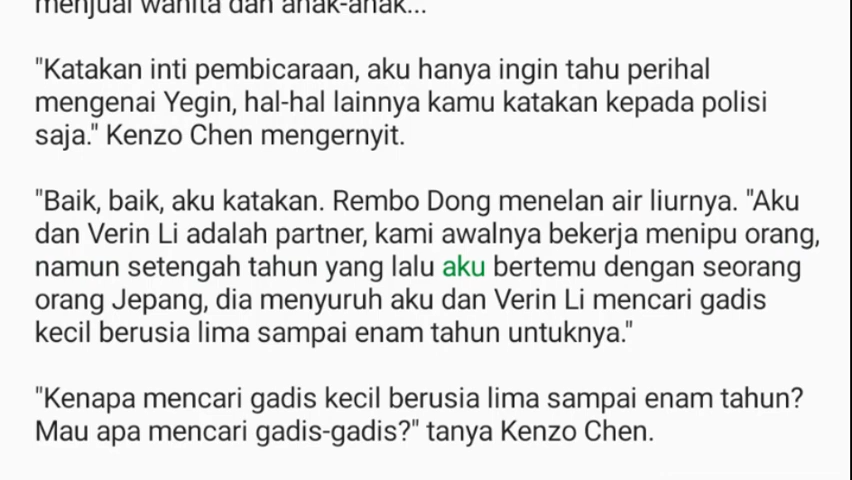 menjual wanita dan anak-anak...
"Katakan inti pembicaraan, aku hanya ingin tahu perihal
mengenai Yegin, hal-hal lainnya kamu katakan kepada polisi
saja." Kenzo Chen mengernyit.
"Baik, baik, aku katakan. Rembo Dong menelan air liurnya. "Aku
dan Verin Li adalah partner, kami awalnya bekerja menipu orang,
namun setengah tahun yang lalu aku bertemu dengan seorang
orang Jepang, dia menyuruh aku dan Verin Li mencari gadis
kecil berusia lima sampai enam tahun untuknya."
"Kenapa mencari gadis kecil berusia lima sampai enam tahun?
Mau apa mencari gadis-gadis?" tanya Kenzo Chen.